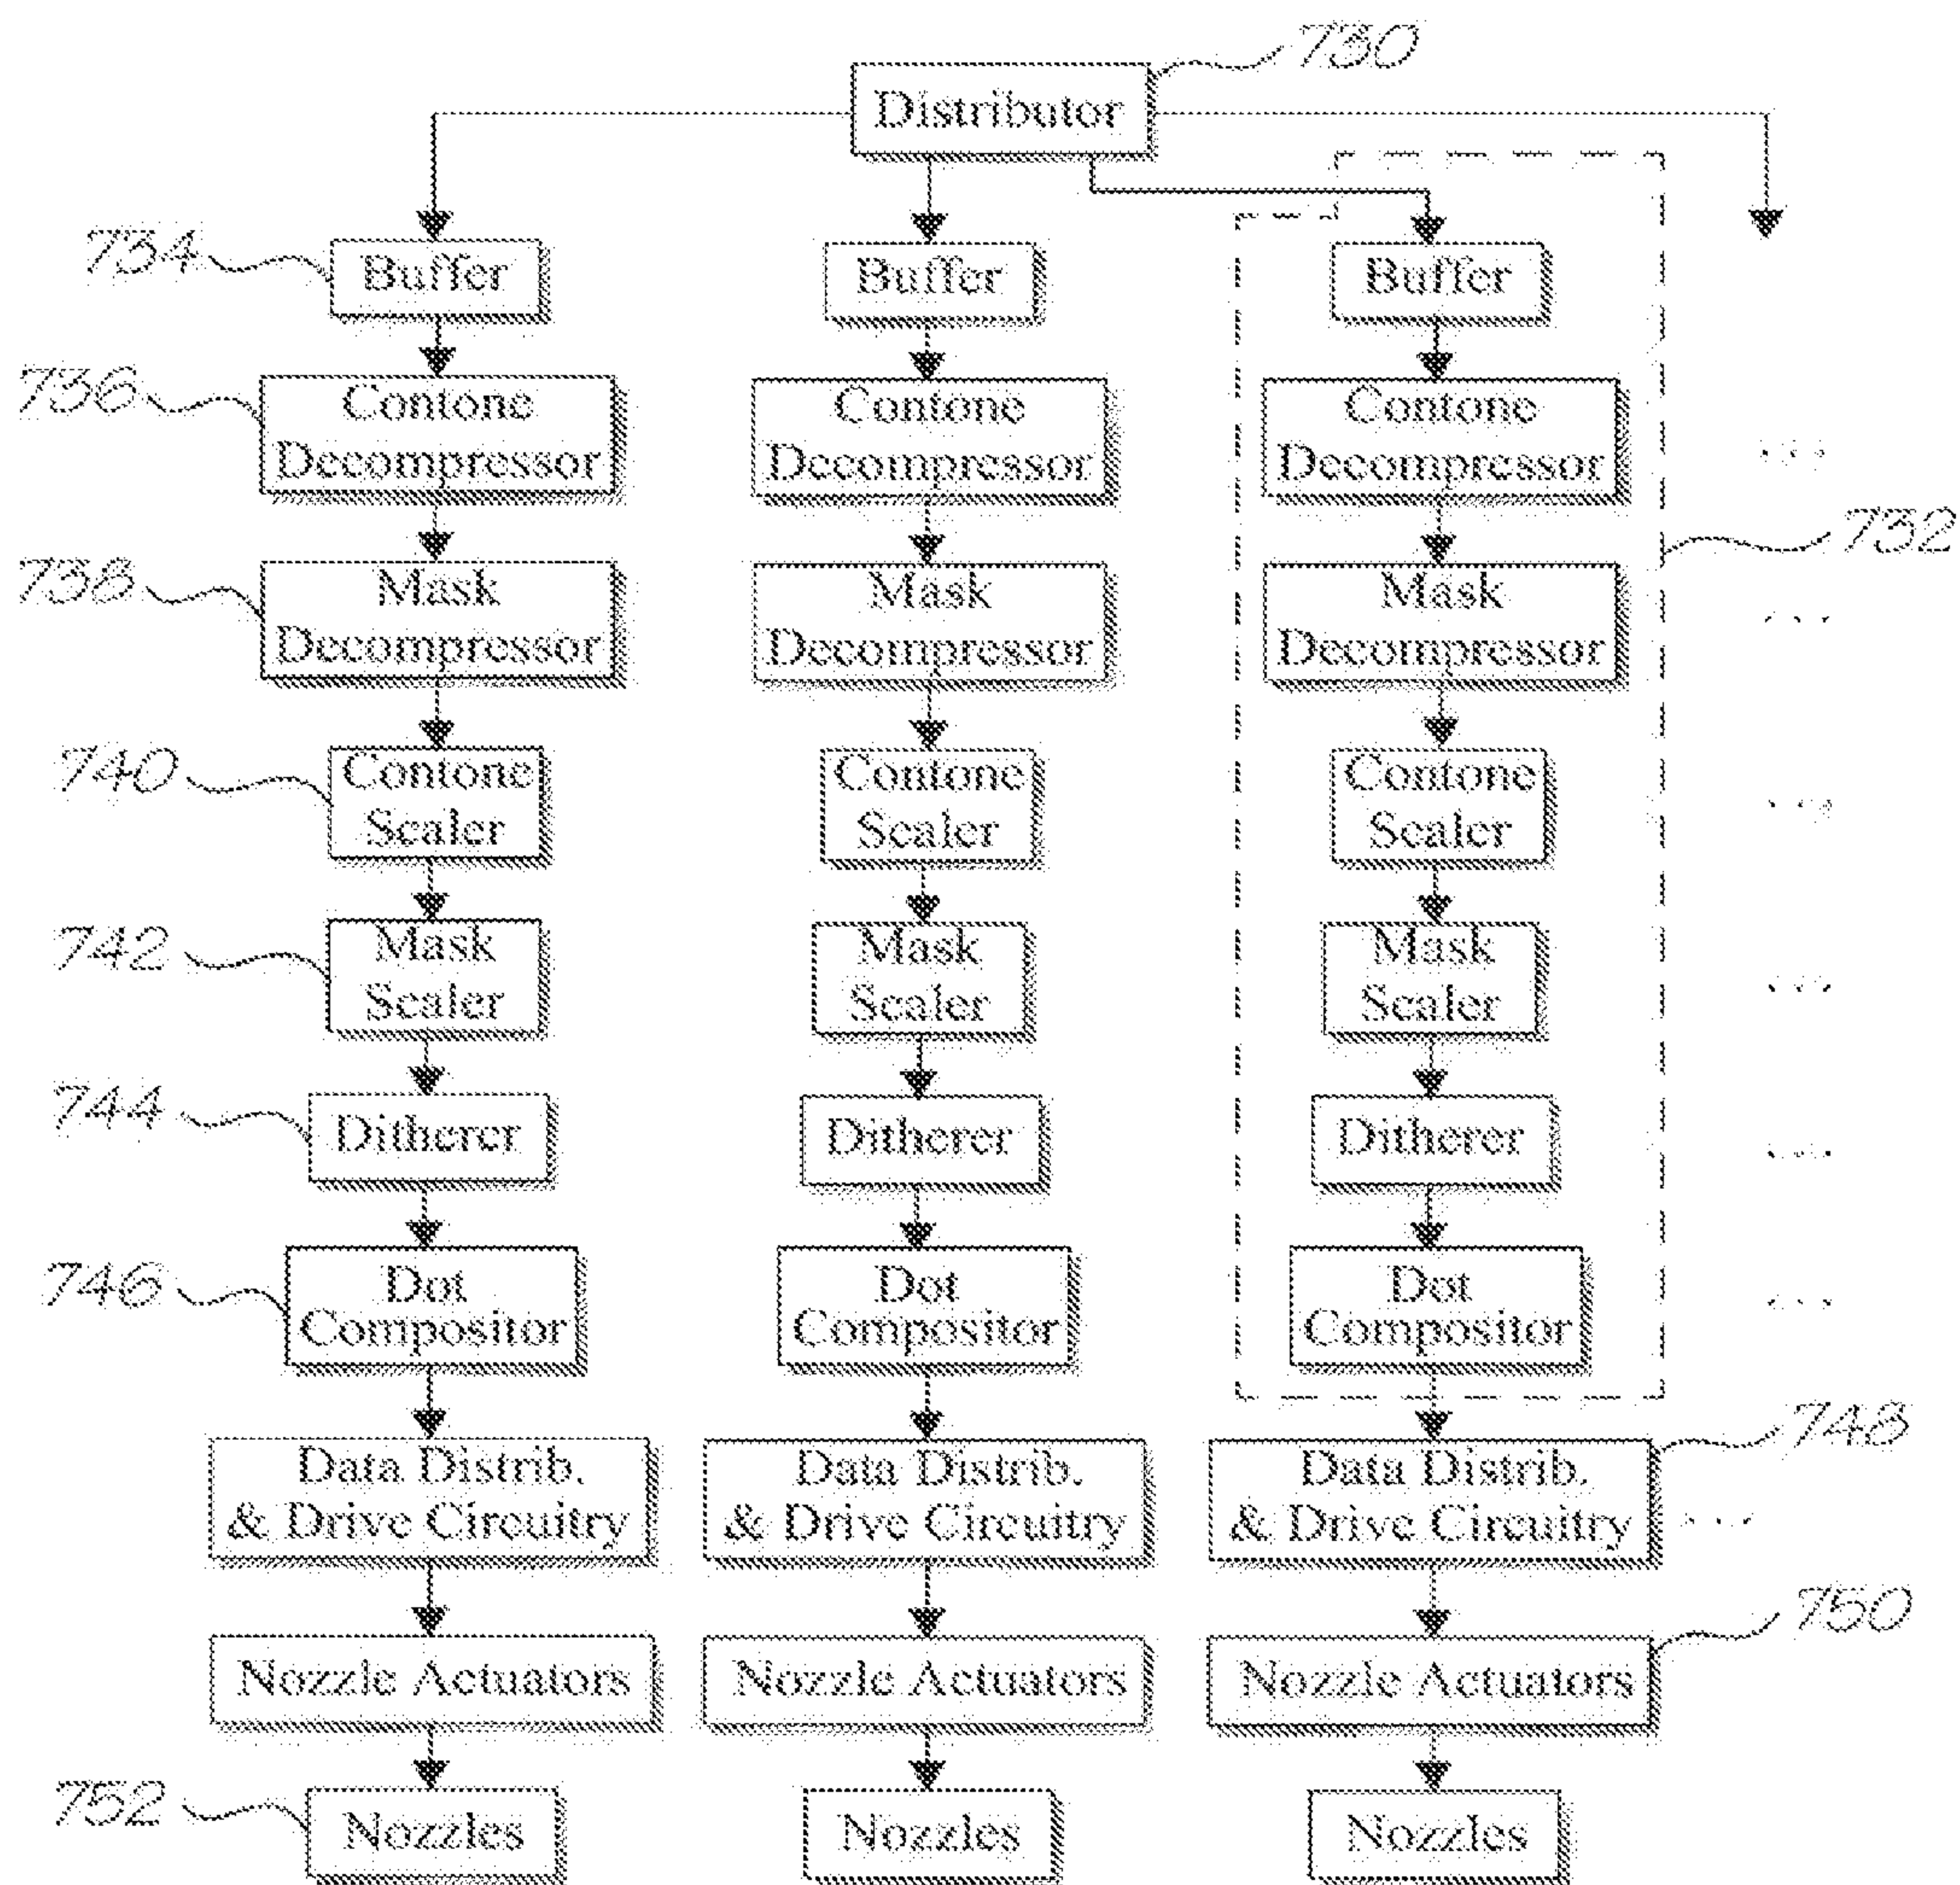 730
Distributor
734
Buffer
Buffer
Buffer
736
Contone
Decompressor
Contone
Decompressor
Contone
Decompressor
...
732
738
Mask
Decompressor
Mask
Decompressor
Mask
Decompressor
...
740
Contone
Scaler
Contone
Scaler
Contone
Scaler
...
742
Mask
Scaler
Mask
Scaler
Mask
Scaler
...
744
Ditherer
Ditherer
Ditherer
...
746
Dot
Compositor
Dot
Compositor
Dot
Compositor
...
748
Data Distrib.
& Drive Circuitry
Data Distrib.
& Drive Circuitry
Data Distrib.
& Drive Circuitry
...
750
Nozzle Actuators
Nozzle Actuators
Nozzle Actuators
752
Nozzles
Nozzles
Nozzles